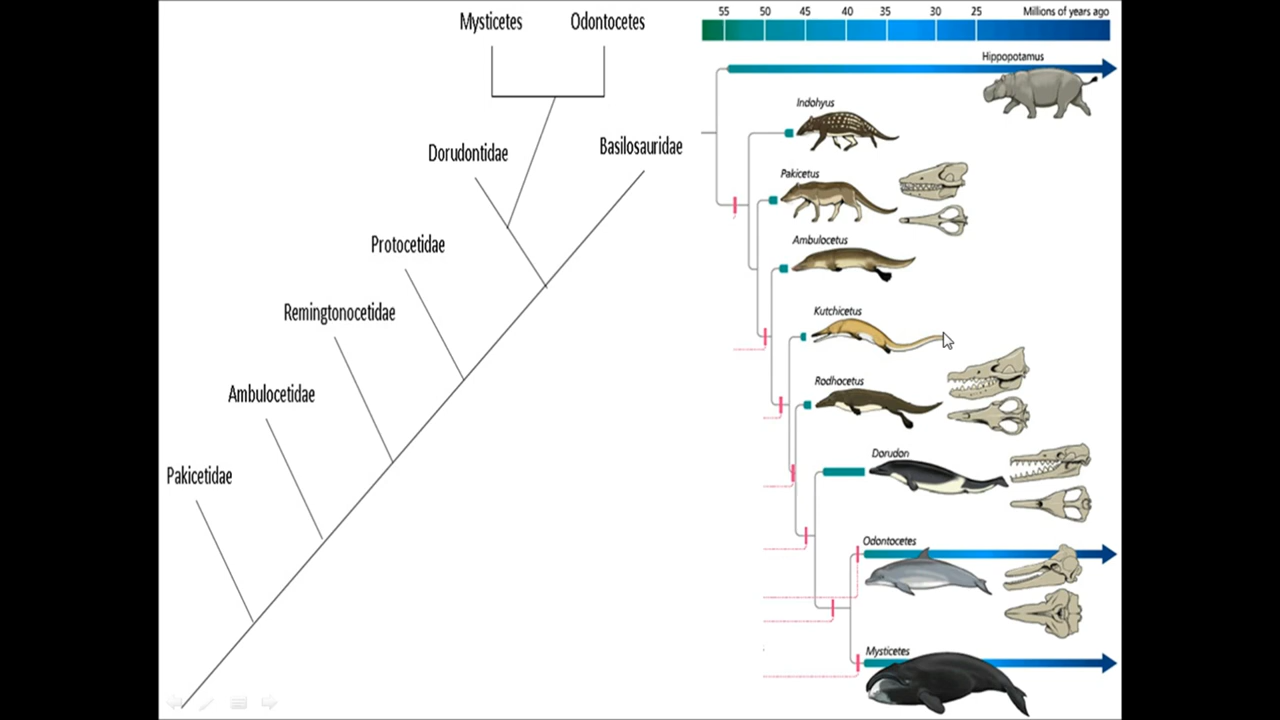 Mysticetes Odontocetes
Dorudontidae
Basilosauridae
Protocetidae
Remingtonocetidae
Ambulocetidae
Pakicetidae
55 50 45 40 35 30 25 Millions of years ago
Hippopotamus
Indohyus
Pakicetus
Ambulocetus
Kutchicetus
Rodhocetus
Dorudon
Odontocetes
Mysticetes